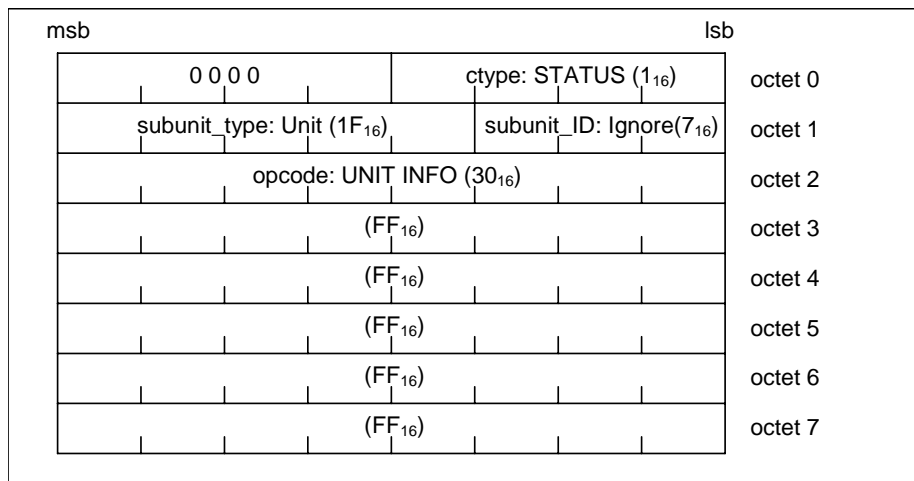 msb lsb
0 0 0 0 ctype: STATUS (1₁₆) octet 0
subunit_type: Unit (1F₁₆) subunit_ID: Ignore(7₁₆) octet 1
opcode: UNIT INFO (30₁₆) octet 2
(FF₁₆) octet 3
(FF₁₆) octet 4
(FF₁₆) octet 5
(FF₁₆) octet 6
(FF₁₆) octet 7